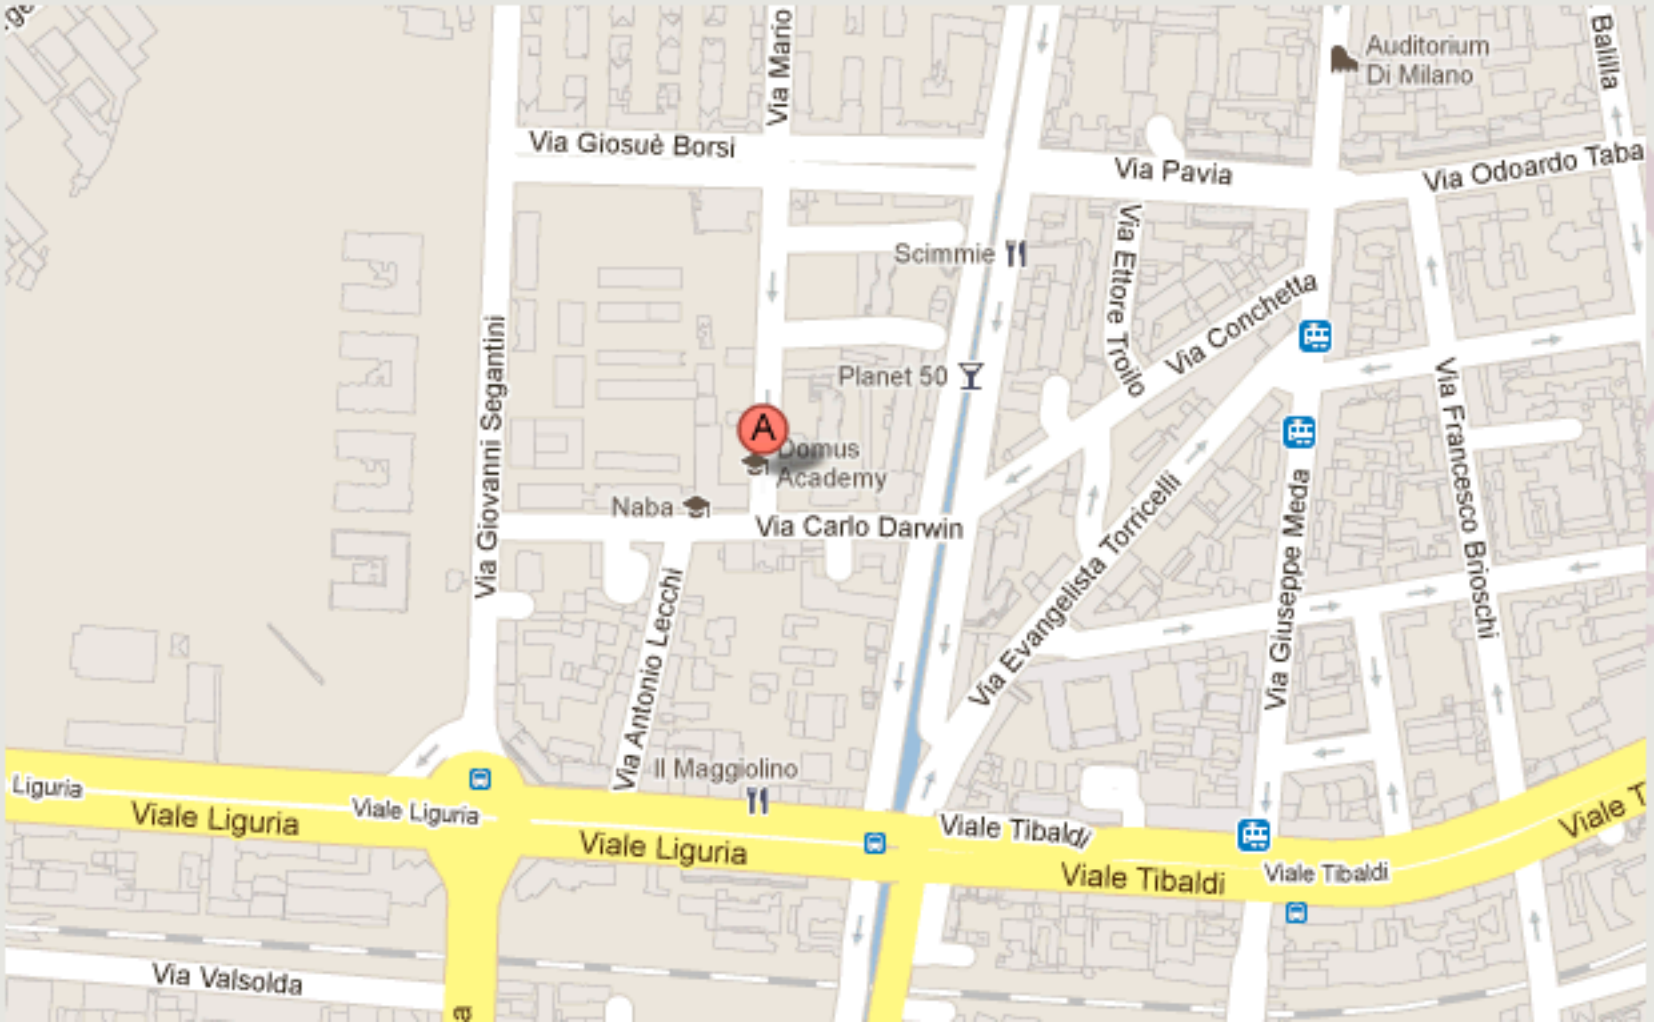 Via Mario
Balilla
Auditorium
Di Milano
Via Giosuè Borsi
Via Pavia
Via Odoardo Taba
Via Ettore Troilo
Scimmie
Via Conchetta
Via Giovanni Segantini
Planet 50
Via Francesco Brioschi
A
Domus
Academy
Naba
Via Carlo Darwin
Via Evangelista Torricelli
Via Giuseppe Meda
Via Antonio Lecchi
Il Maggiolino
Liguria
Viale Liguria
Viale Liguria
Viale Liguria
Viale Tibaldi
Viale Tibaldi
Viale Tibaldi
Viale T
Via Valsolda
a